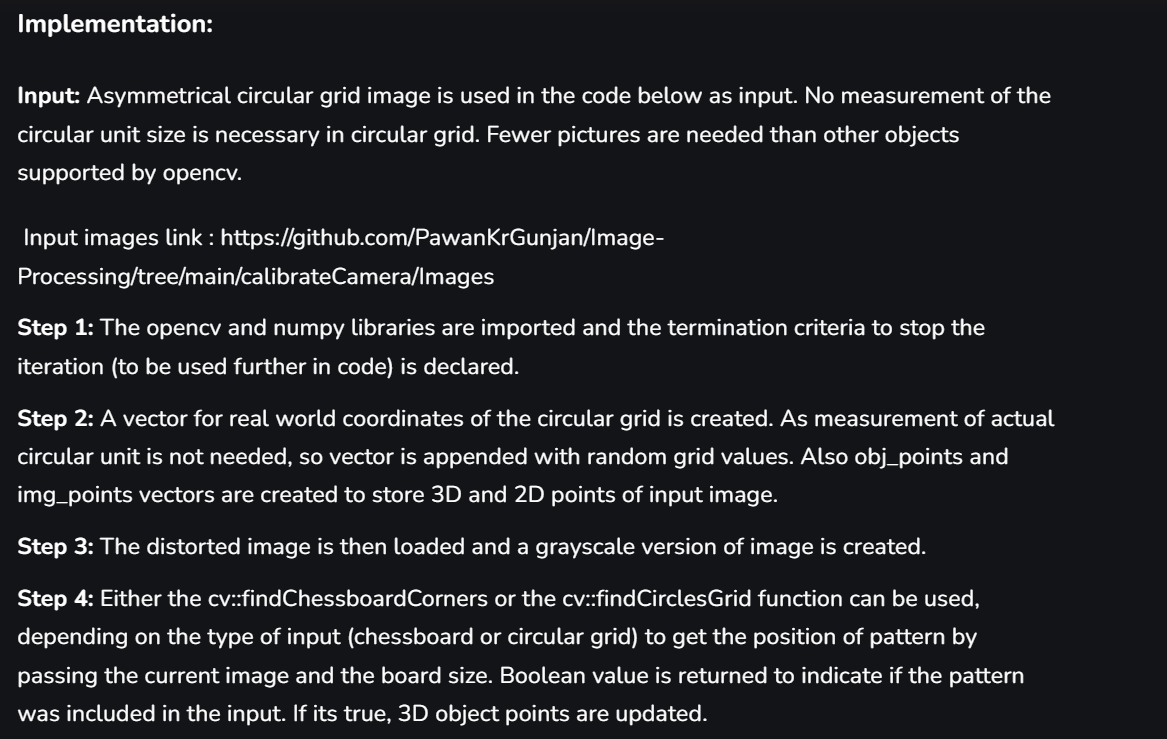 Implementation:
Input: Asymmetrical circular grid image is used in the code below as input. No measurement of the
circular unit size is necessary in circular grid. Fewer pictures are needed than other objects
supported by opencv.
Input images link : https://github.com/PawanKrGunjan/Image-
Processing/tree/main/calibrateCamera/Images
Step 1: The opencv and numpy libraries are imported and the termination criteria to stop the
iteration (to be used further in code) is declared.
Step 2: A vector for real world coordinates of the circular grid is created. As measurement of actual
circular unit is not needed, so vector is appended with random grid values. Also obj_points and
img_points vectors are created to store 3D and 2D points of input image.
Step 3: The distorted image is then loaded and a grayscale version of image is created.
Step 4: Either the cv::findChessboardCorners or the cv::findCirclesGrid function can be used,
depending on the type of input (chessboard or circular grid) to get the position of pattern by
passing the current image and the board size. Boolean value is returned to indicate if the pattern
was included in the input. If its true, 3D object points are updated.